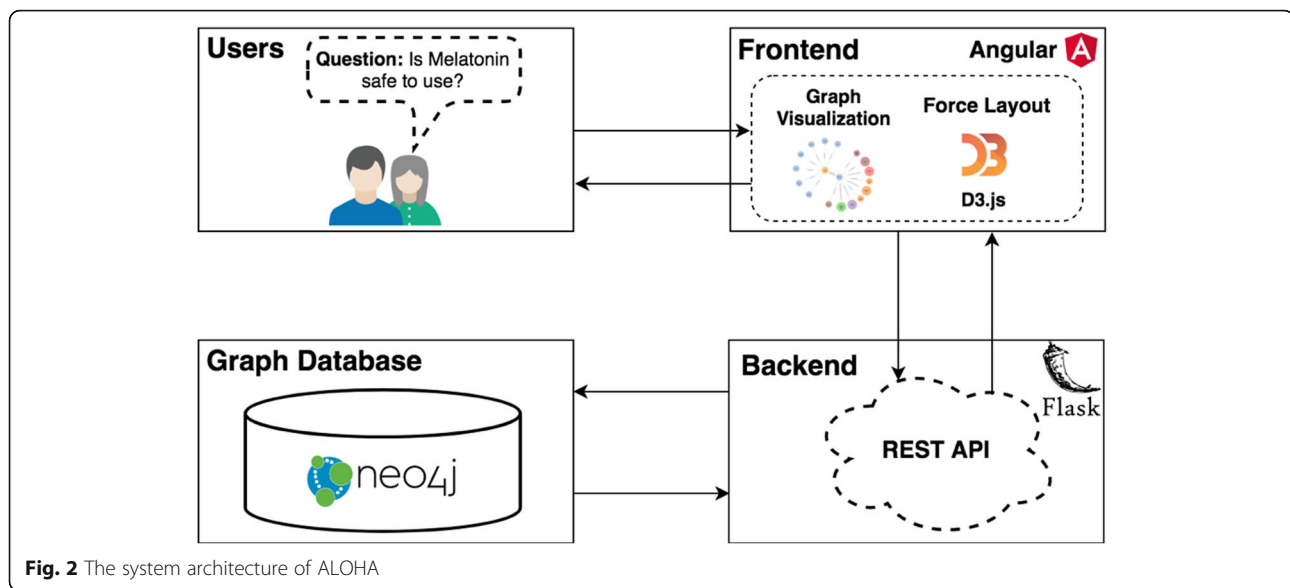 Users
Question: Is Melatonin
safe to use?
Frontend
Angular
A
Graph
Visualization
Force Layout
D3
D3.js
Graph Database
neo4j
Backend
Flask
REST API
Fig. 2 The system architecture of ALOHA